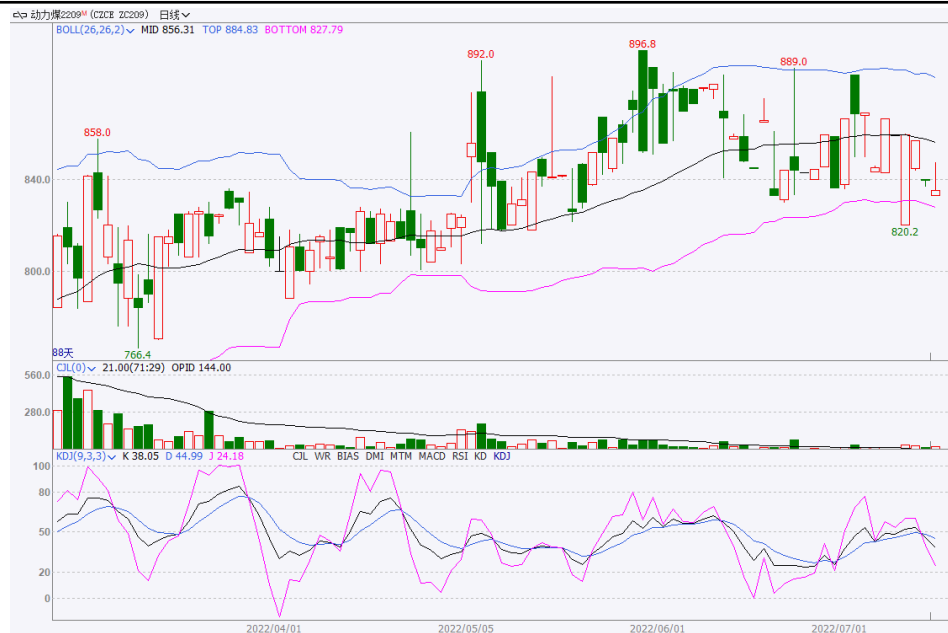 动力煤2209M (CZCE ZC209) 日线
BOLL(26,26,2) MID 856.31 TOP 884.83 BOTTOM 827.79
896.8
892.0
889.0
858.0
840.0
820.2
800.0
88天
766.4
CJL(0) 21.00(71:29) OPID 144.00
560.0
280.0
KDJ(9,3,3) K 38.05 D 44.99 J 24.18 CJL WR BIAS DMI MTM MACD RSI KD KDJ
100
80
50
20
0
2022/04/01 2022/05/05 2022/06/01 2022/07/01